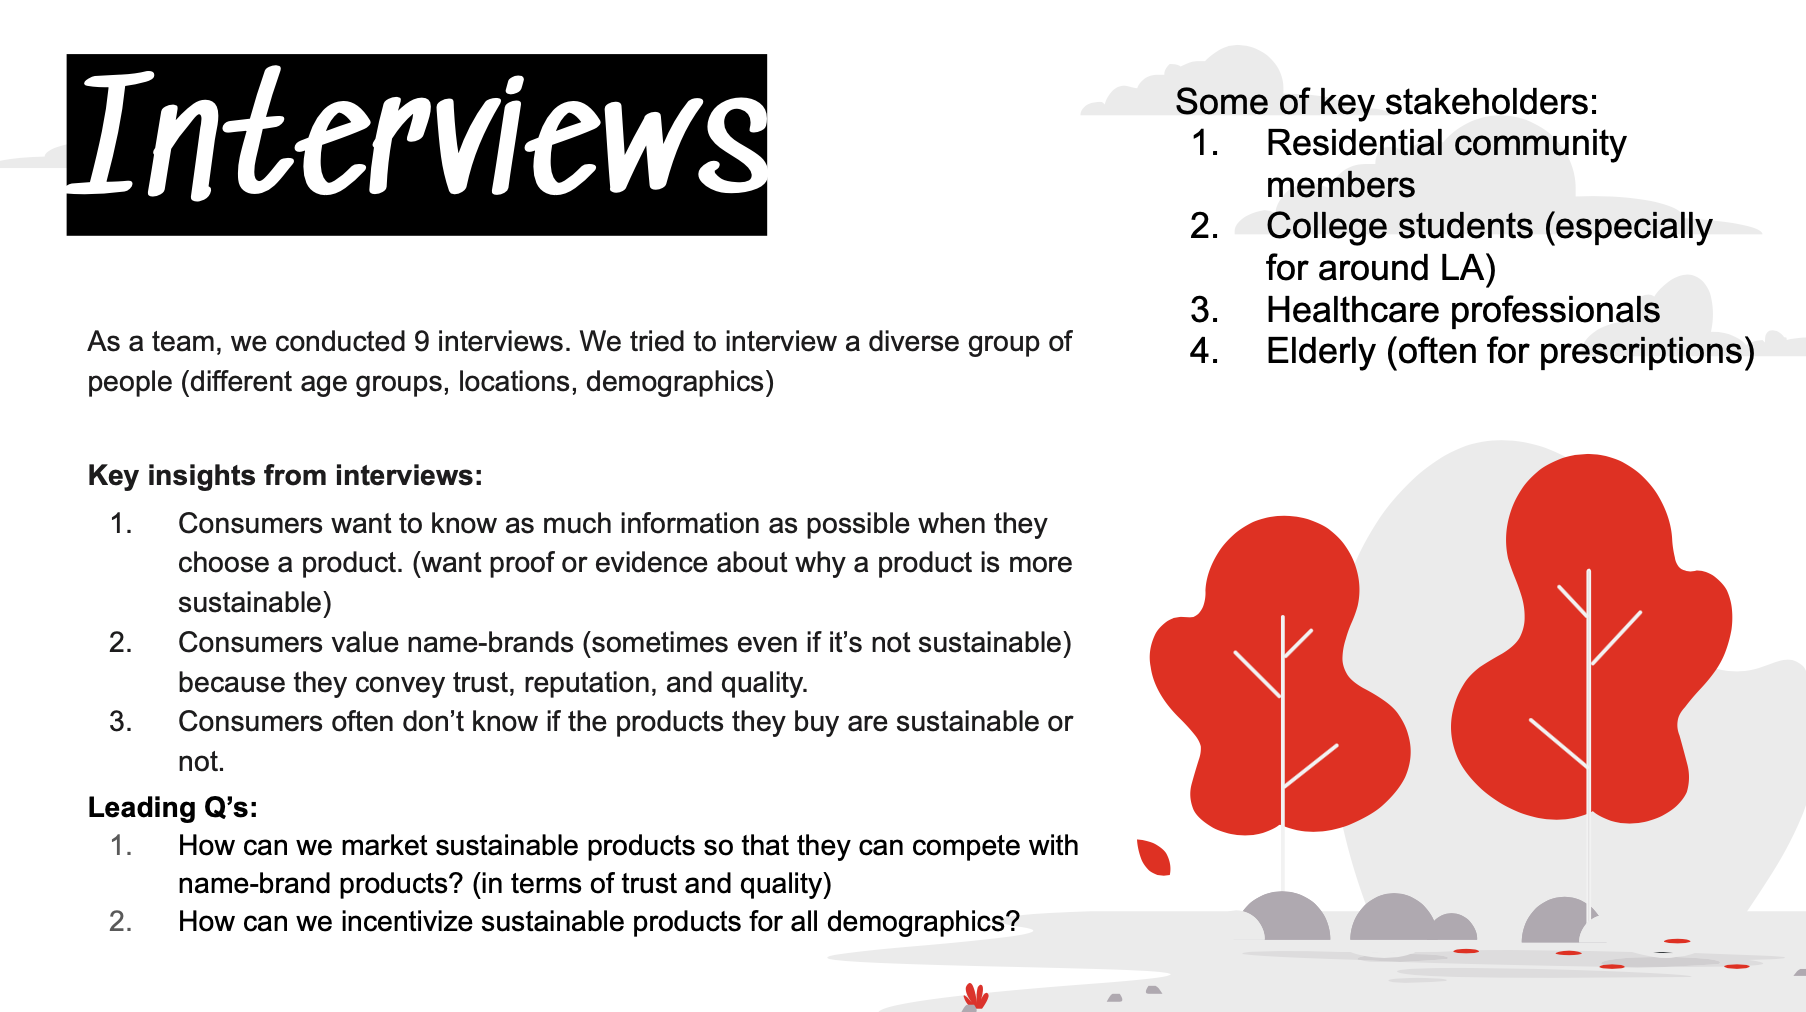 Interviews
As a team, we conducted 9 interviews. We tried to interview a diverse group of
people (different age groups, locations, demographics)
Key insights from interviews:
1. Consumers want to know as much information as possible when they
choose a product. (want proof or evidence about why a product is more
sustainable)
2. Consumers value name-brands (sometimes even if it’s not sustainable)
because they convey trust, reputation, and quality.
3. Consumers often don’t know if the products they buy are sustainable or
not.
Leading Q’s:
1. How can we market sustainable products so that they can compete with
name-brand products? (in terms of trust and quality)
2. How can we incentivize sustainable products for all demographics?
Some of key stakeholders:
1. Residential community
members
2. College students (especially
for around LA)
3. Healthcare professionals
4. Elderly (often for prescriptions)